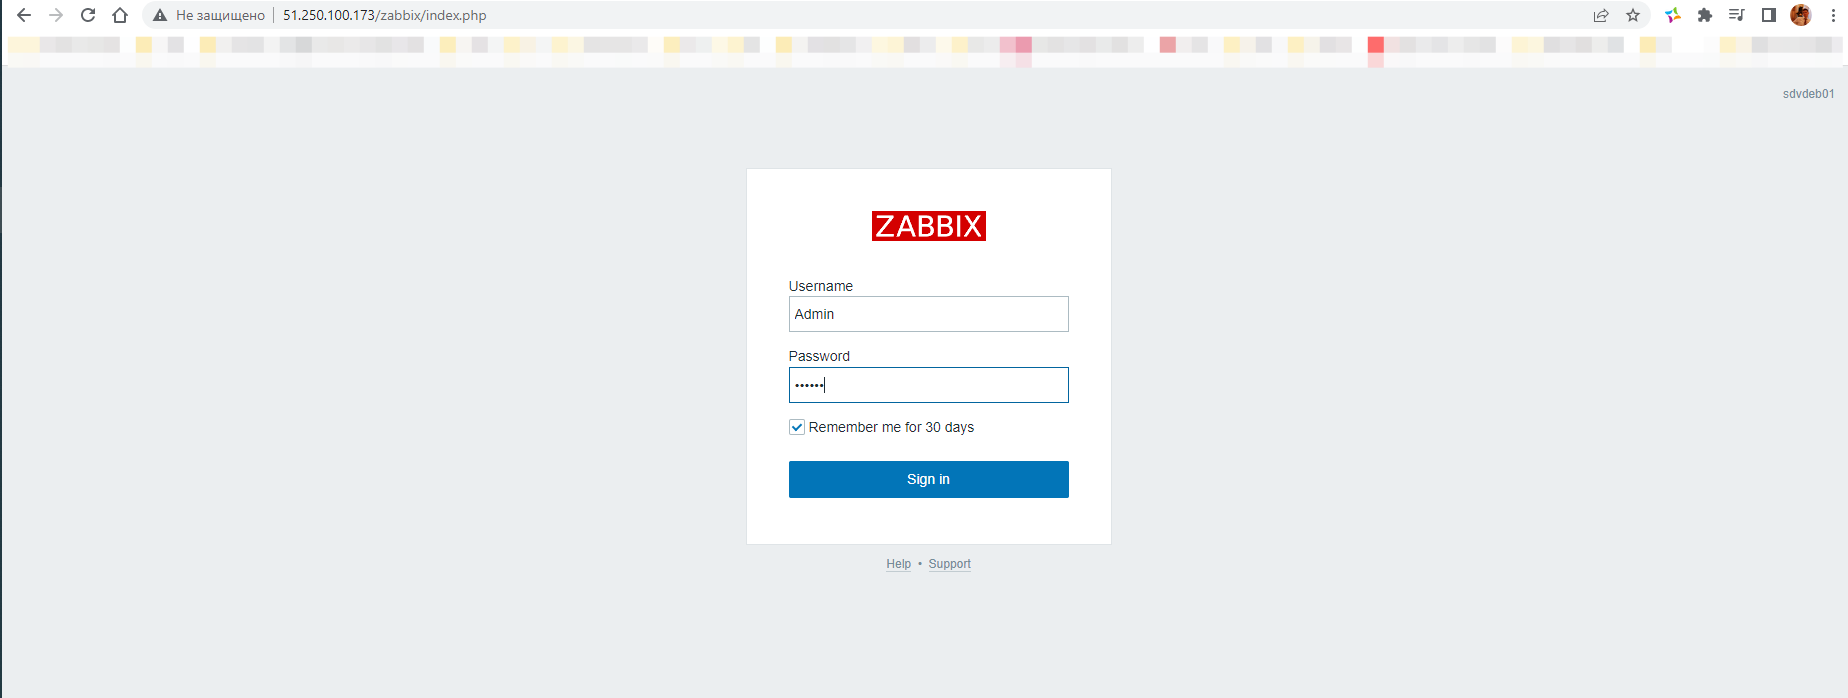 Не защищено 51.250.100.173/zabbix/index.php
sdvdeb01
ZABBIX
Username
Admin
Password
••••••
Remember me for 30 days
Sign in
Help • Support